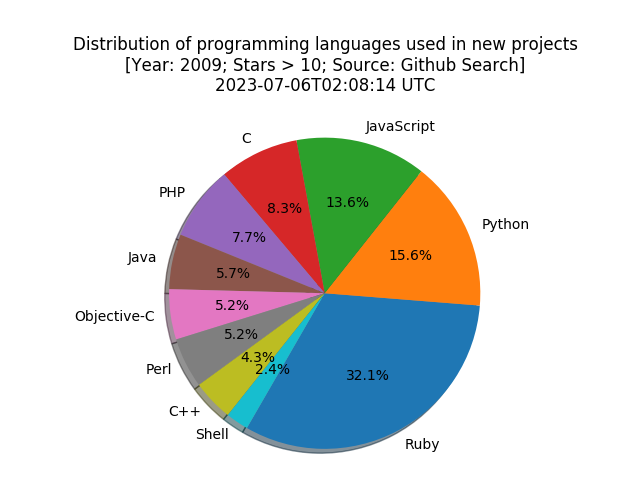 Distribution of programming languages used in new projects
[Year: 2009; Stars > 10; Source: Github Search]
2023-07-06T02:08:14 UTC
JavaScript
C
13.6%
8.3%
PHP
Python
7.7%
15.6%
Java
5.7%
Objective-C
5.2%
5.2%
Perl
4.3%
2.4%
32.1%
C++
Shell
Ruby